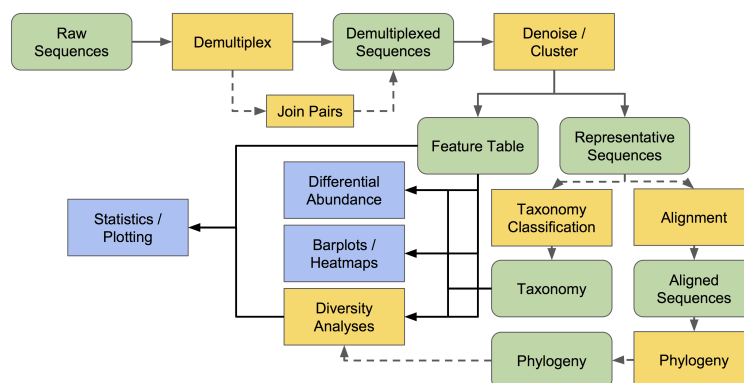 Raw
Sequences
Demultiplex
Demultiplexed
Sequences
Denoise /
Cluster
Join Pairs
Feature Table
Representative
Sequences
Differential
Abundance
Statistics /
Plotting
Taxonomy
Classification
Alignment
Barplots /
Heatmaps
Taxonomy
Aligned
Sequences
Diversity
Analyses
Phylogeny
Phylogeny